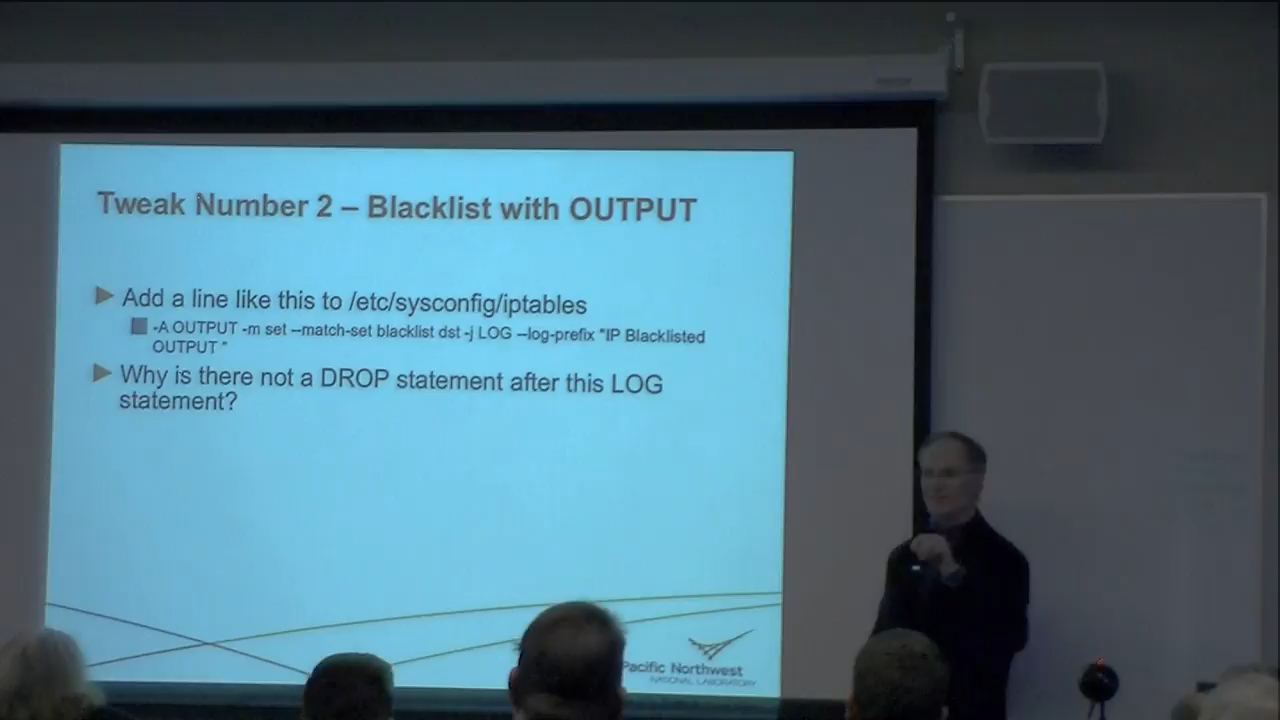 Tweak Number 2 – Blacklist with OUTPUT
Add a line like this to /etc/sysconfig/iptables
-A OUTPUT -m set --match-set blacklist dst -j LOG --log-prefix "IP Blacklisted
OUTPUT "
Why is there not a DROP statement after this LOG
statement?
Pacific Northwest
NATIONAL LABORATORY